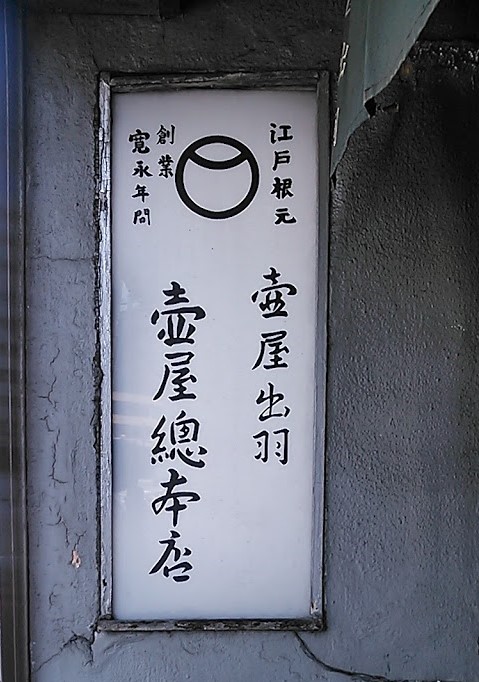 江戸根元
壺屋出羽
創業
寛永年間
壺屋總本店